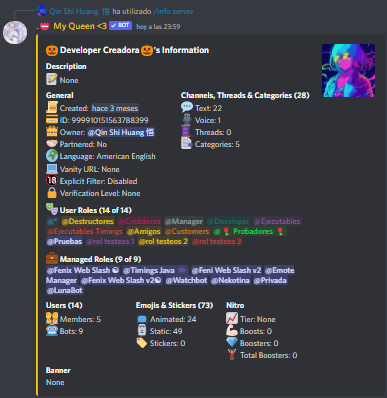 Qin Shi Huang 悟 ha utilizado /info server
My Queen <3 ✓ BOT hoy a las 23:59
🎃 Developer Creadora 🎃's Information
Description
None
General
Created: hace 3 meses
ID: 999910151563788399
Owner: @Qin Shi Huang 悟
Partnered: No
Language: American English
Vanity URL: None
Explicit Filter: Disabled
Verification Level: None
Channels, Threads & Categories (28)
Text: 22
Voice: 1
Threads: 0
Categories: 5
User Roles (14 of 14)
@* @Destructores @Creadores @Manager @Developer @Ejecutables
@Ejecutables Timings @Amigos @Customers @🌹 Probadores 🌹
@Pruebas @rol testeos 1 @rol testeos 2 @rol testeos 3
Managed Roles (9 of 9)
@Fenix Web Slash ☯ @Timings Java @Fenix Web Slash v2 @Emote
Manager @Fenix Web Slash v2☯ @Watchbot @Nekotina @Privada
@LunaBot
Users (14)
Members: 5
Bots: 9
Emojis & Stickers (73)
Animated: 24
Static: 49
Stickers: 0
Nitro
Tier: None
Boosts: 0
Boosters: 0
Total Boosters: 0
Banner
None